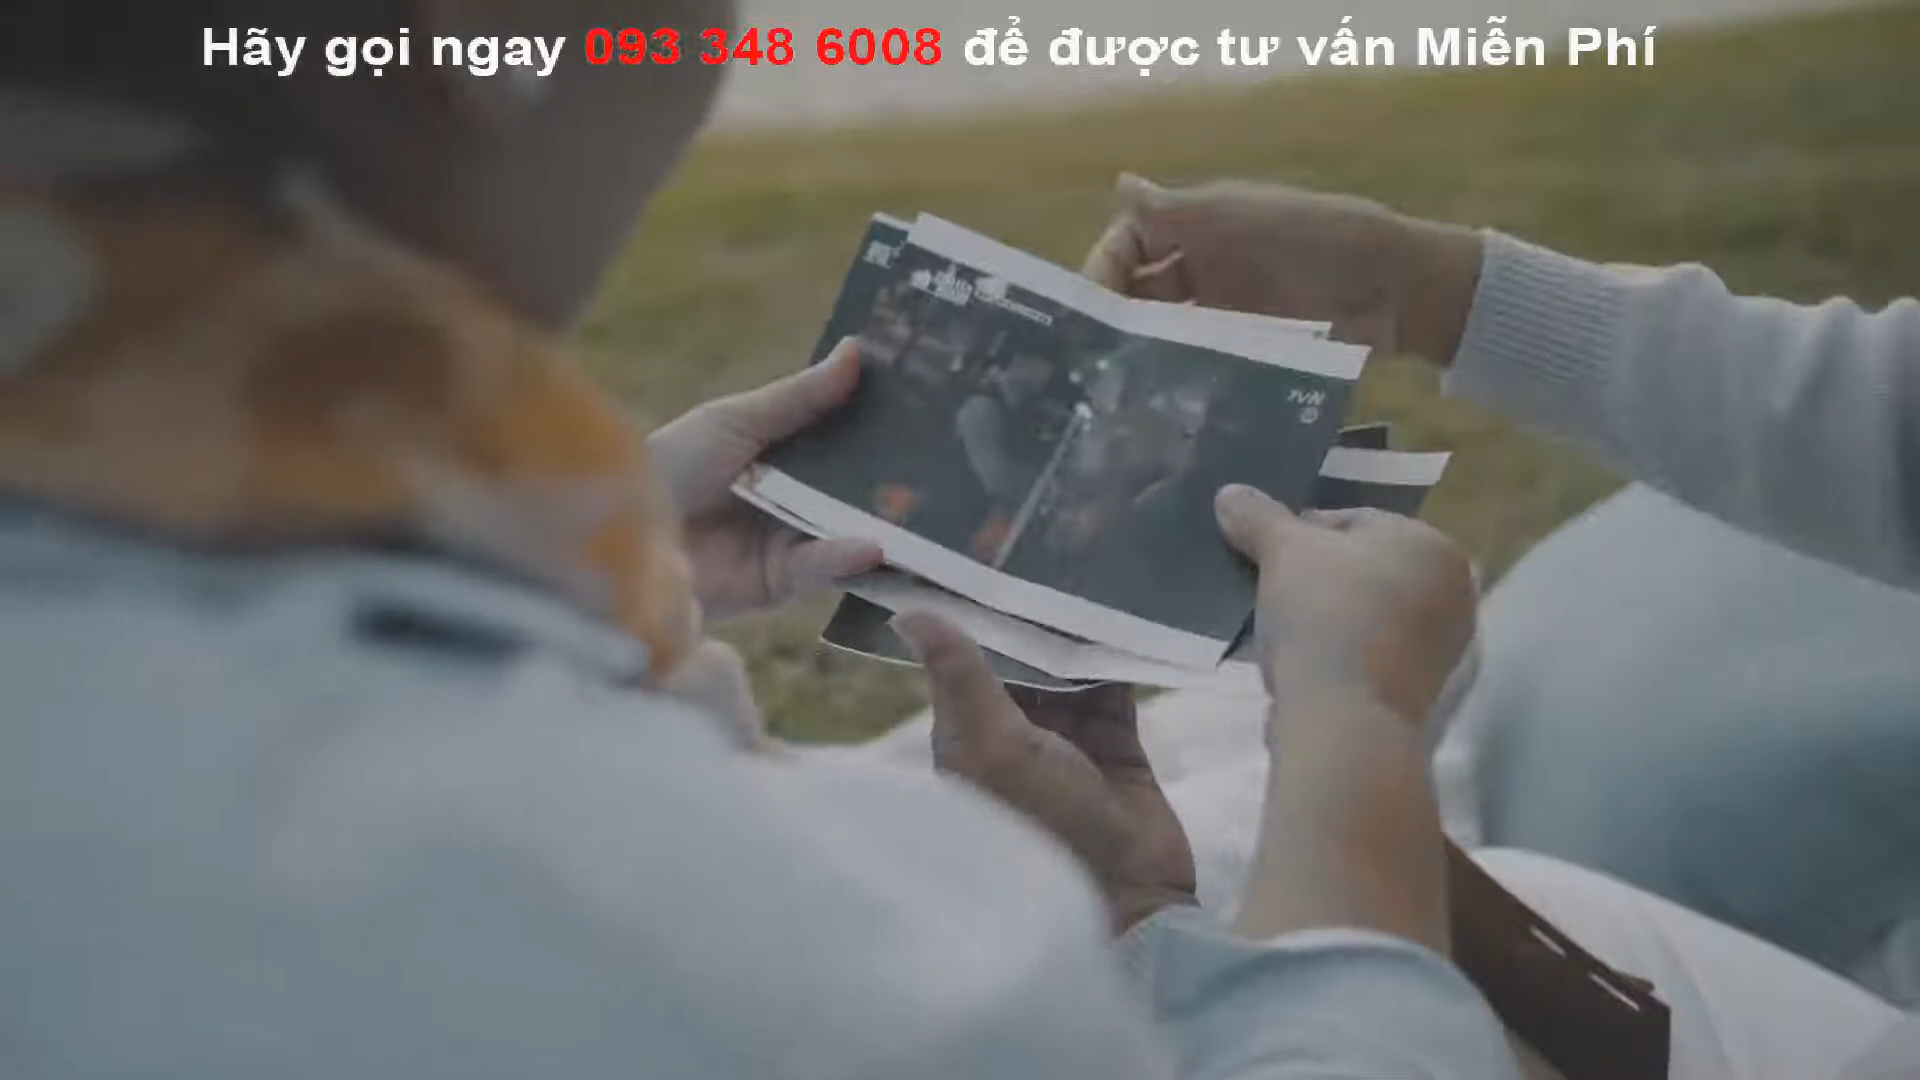 Hãy gọi ngay 093 348 6008 để được tư vấn Miễn Phí